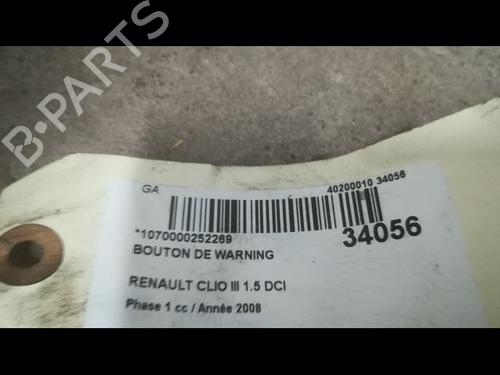 B-PARTS
GA
40200010 34056
*1070000252269
34056
BOUTON DE WARNING
RENAULT CLIO III 1.5 DCI
Phase 1 cc / Année 2008